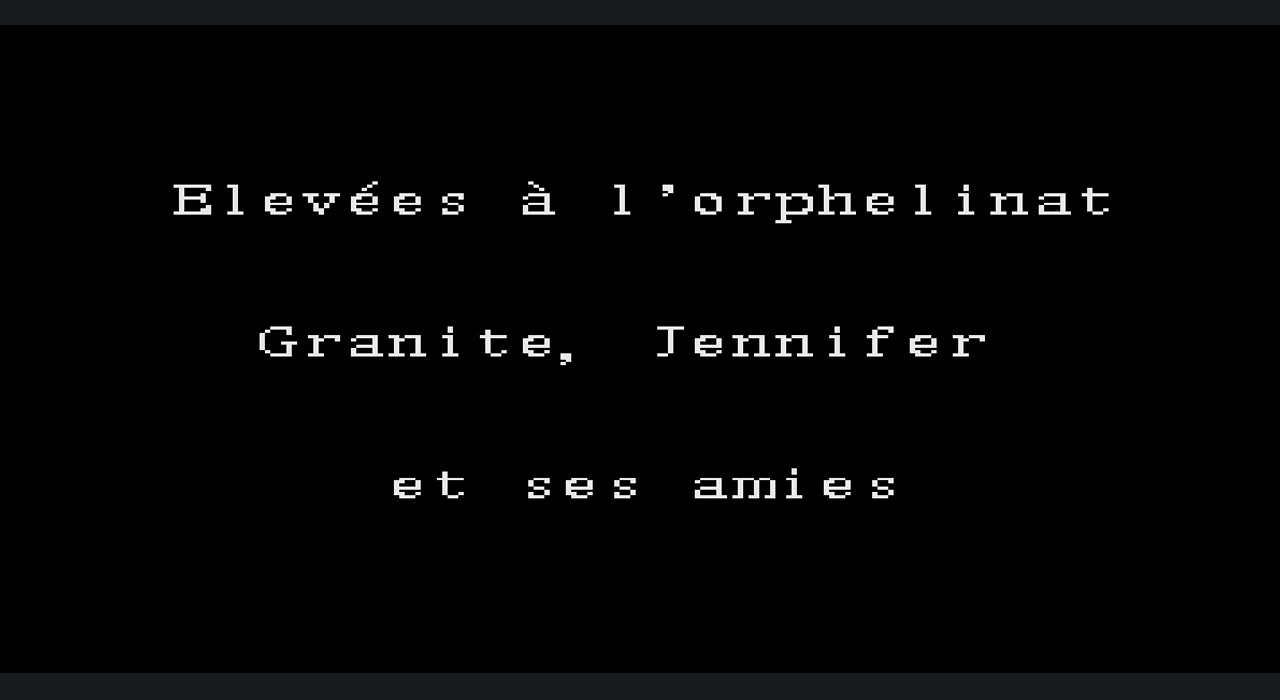 Elevées à l'orphelinat
Granite, Jennifer
et ses amies